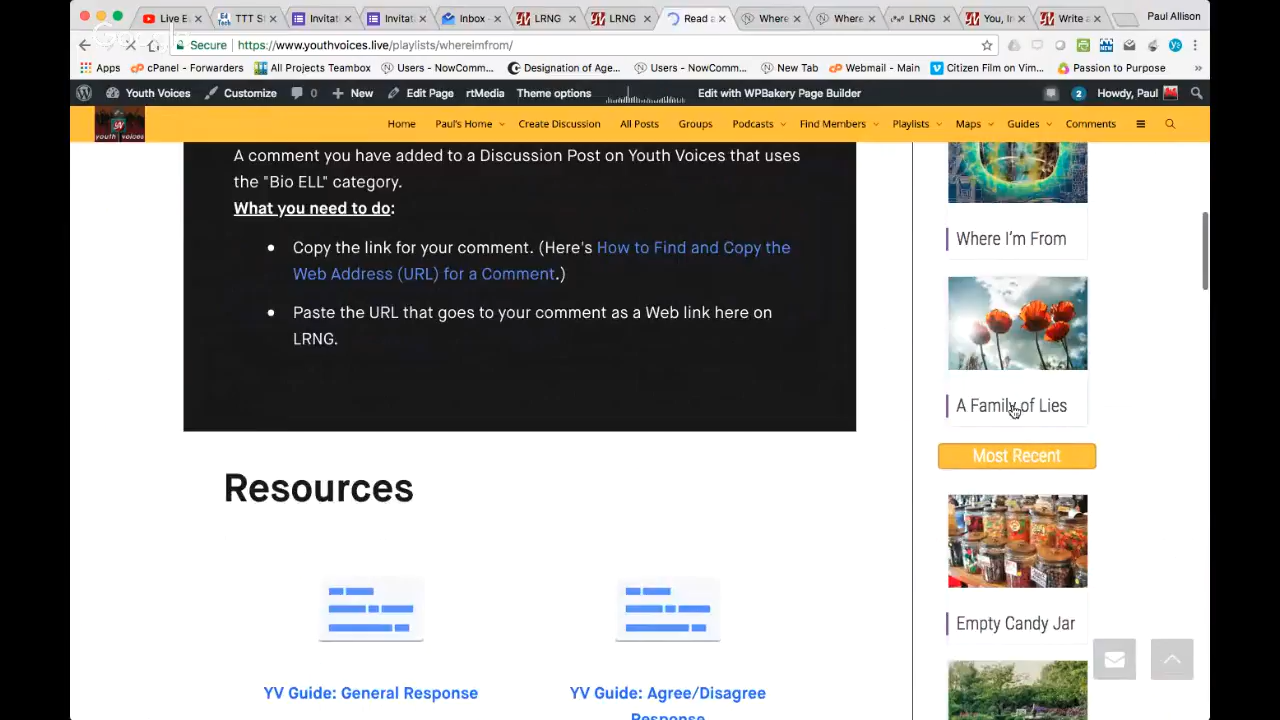 Live E
TTT St
Invitat
Invitat
Inbox -
LRNG
LRNG
Read a
Where
Where
LRNG
You, In
Write a
Paul Allison
Google
Secure | https://www.youthvoices.live/playlists/whereimfrom/
Apps
cPanel - Forwarders
All Projects Teambox
Users - NowComm...
Designation of Age...
Users - NowComm...
New Tab
Webmail - Main
Citizen Film on Vim...
Passion to Purpose
»
Youth Voices
Customize
0
New
Edit Page
rtMedia
Theme options
Edit with WPBakery Page Builder
2
Howdy, Paul
YV
youth voices
Home
Paul's Home
Create Discussion
All Posts
Groups
Podcasts
Find Members
Playlists
Maps
Guides
Comments
A comment you have added to a Discussion Post on Youth Voices that uses
the "Bio ELL" category.
What you need to do:
• Copy the link for your comment. (Here's How to Find and Copy the
Web Address (URL) for a Comment.)
• Paste the URL that goes to your comment as a Web link here on
LRNG.
Resources
YV Guide: General Response
YV Guide: Agree/Disagree
Response
Where I'm From
A Family of Lies
Most Recent
Empty Candy Jar